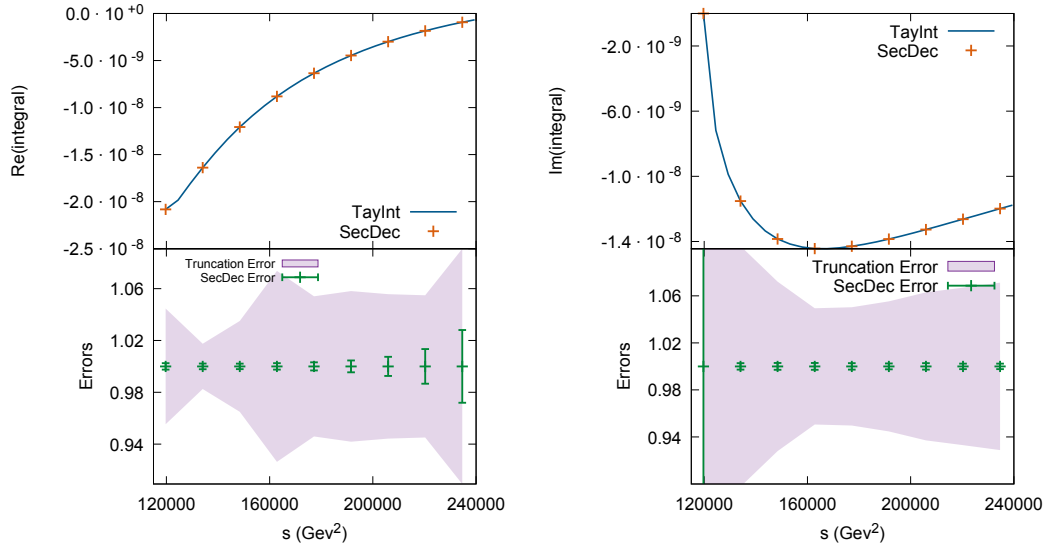 0.0 · 10⁺⁰
-5.0 · 10⁻⁹
-1.0 · 10⁻⁸
-1.5 · 10⁻⁸
-2.0 · 10⁻⁸
-2.5 · 10⁻⁸
Re(integral)
TayInt
SecDec
Truncation Error
SecDec Error
1.06
1.02
0.98
0.94
Errors
120000 160000 200000 240000
s (Gev²)
-2.0 · 10⁻⁹
-6.0 · 10⁻⁹
-1.0 · 10⁻⁸
-1.4 · 10⁻⁸
Im(integral)
TayInt
SecDec
Truncation Error
SecDec Error
1.06
1.02
0.98
0.94
Errors
120000 160000 200000 240000
s (Gev²)